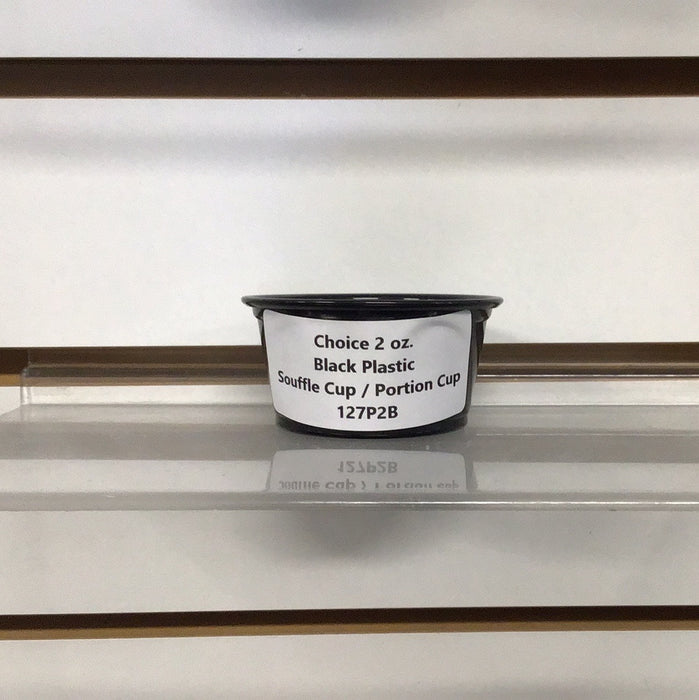 Choice 2 oz.
Black Plastic
Souffle Cup / Portion Cup
127P2B